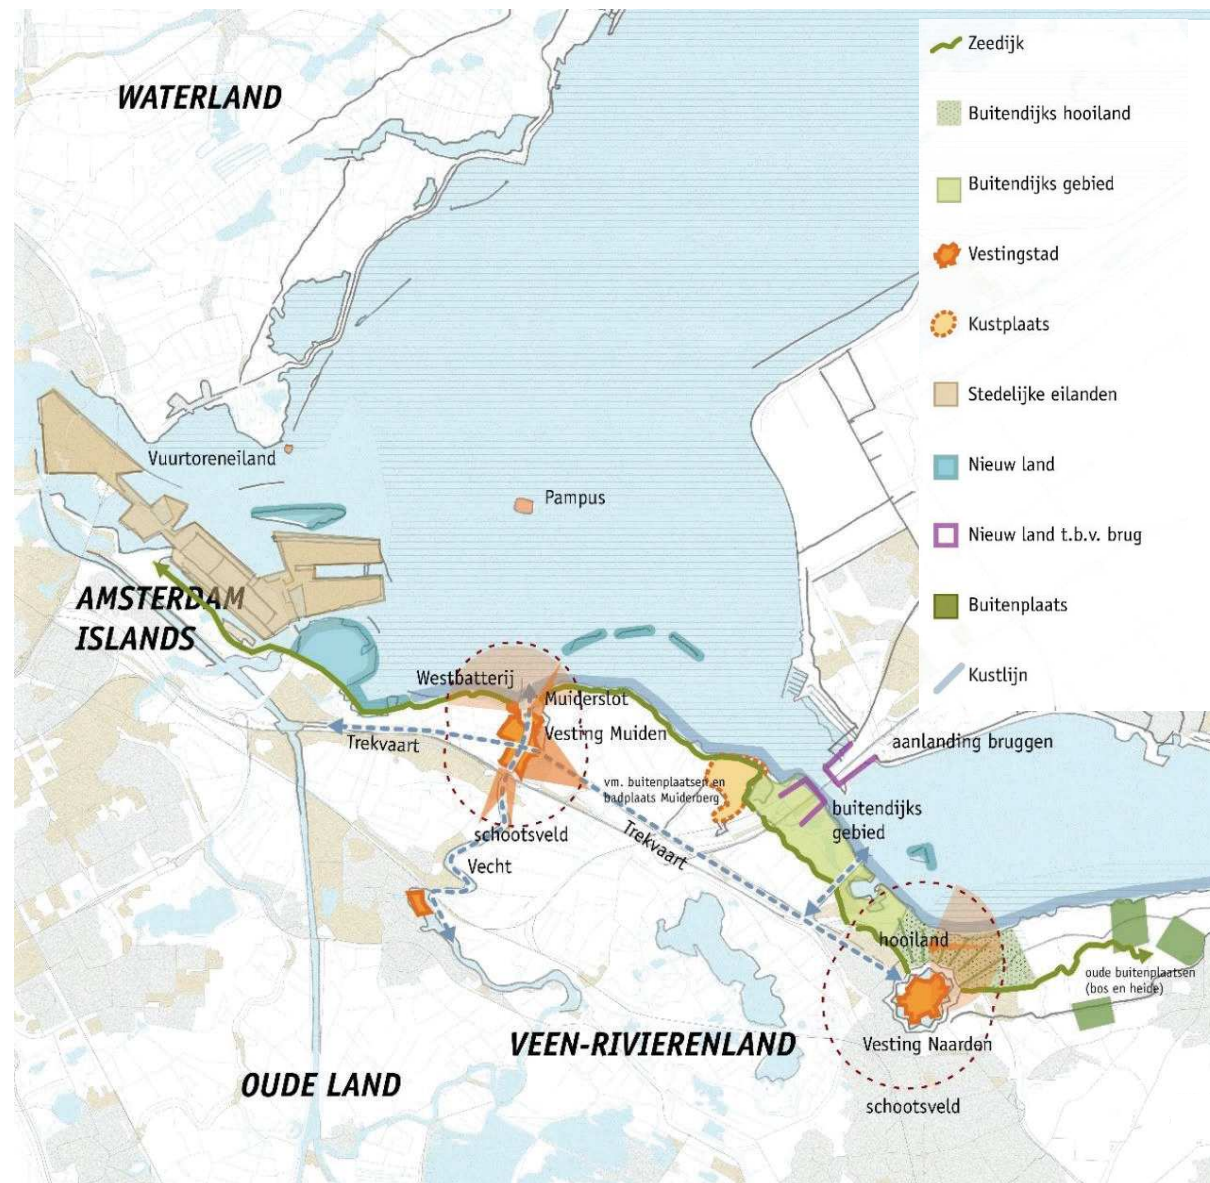 WATERLAND
Zeedijk
Buitendijks hooiland
Buitendijks gebied
Vestingstad
Kustplaats
Stedelijke eilanden
Nieuw land
Nieuw land t.b.v. brug
Buitenplaats
Kustlijn
Vuurtoreneiland
Pampus
AMSTERDAM
ISLANDS
Westbatterij
Muiderslot
Vesting Muiden
Trekvaart
vm. buitenplaatsen en
badplaats Muiderberg
aanlanding bruggen
buitendijks
gebied
schootsveld
Trekvaart
Vecht
hooiland
oude buitenplaatsen
(bos en heide)
VEEN-RIVIERENLAND
Vesting Naarden
OUDE LAND
schootsveld